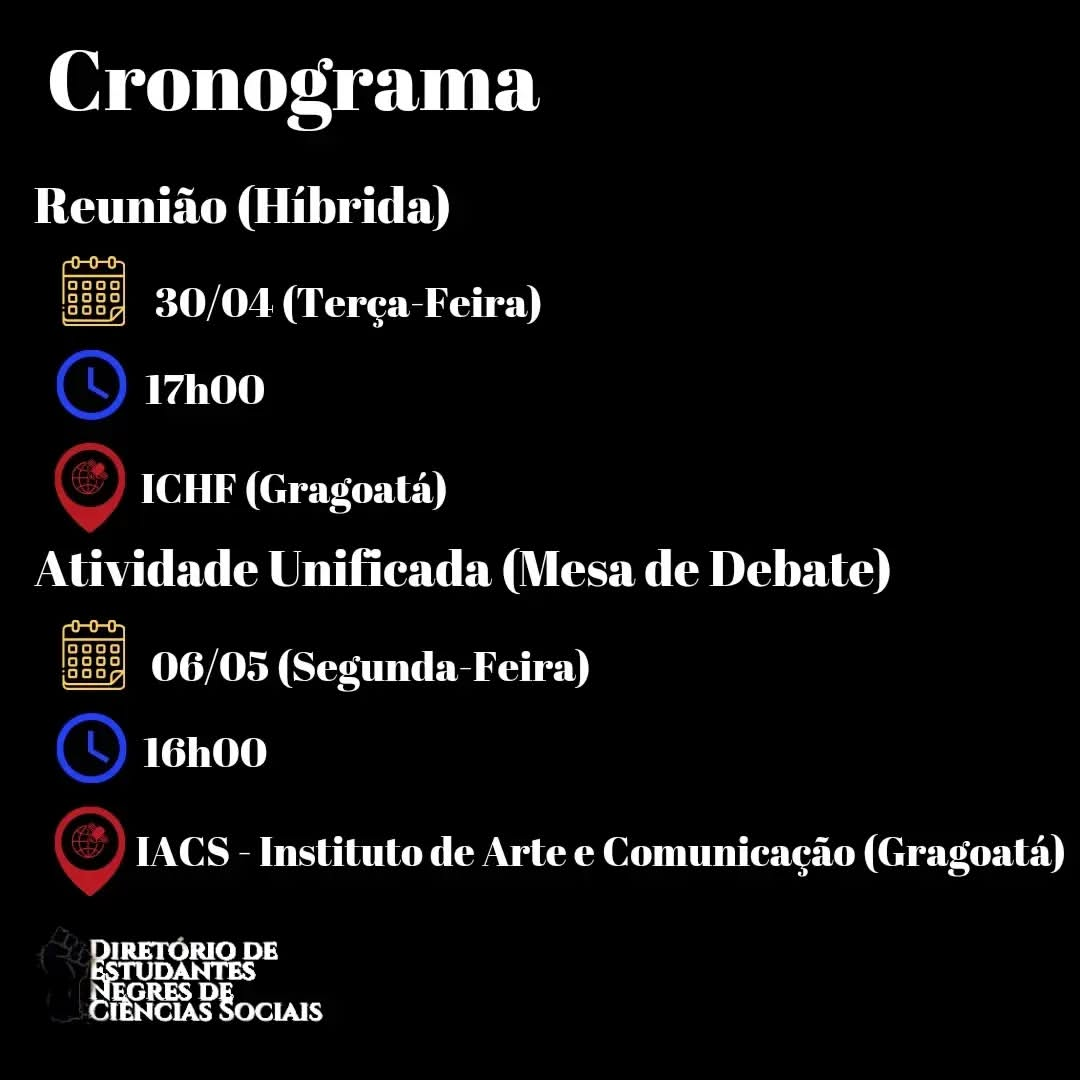 Cronograma
Reunião (Híbrida)
30/04 (Terça-Feira)
17h00
ICHF (Gragoatá)
Atividade Unificada (Mesa de Debate)
06/05 (Segunda-Feira)
16h00
IACS - Instituto de Arte e Comunicação (Gragoatá)
Diretório de
Estudantes
Negres de
Ciências Sociais